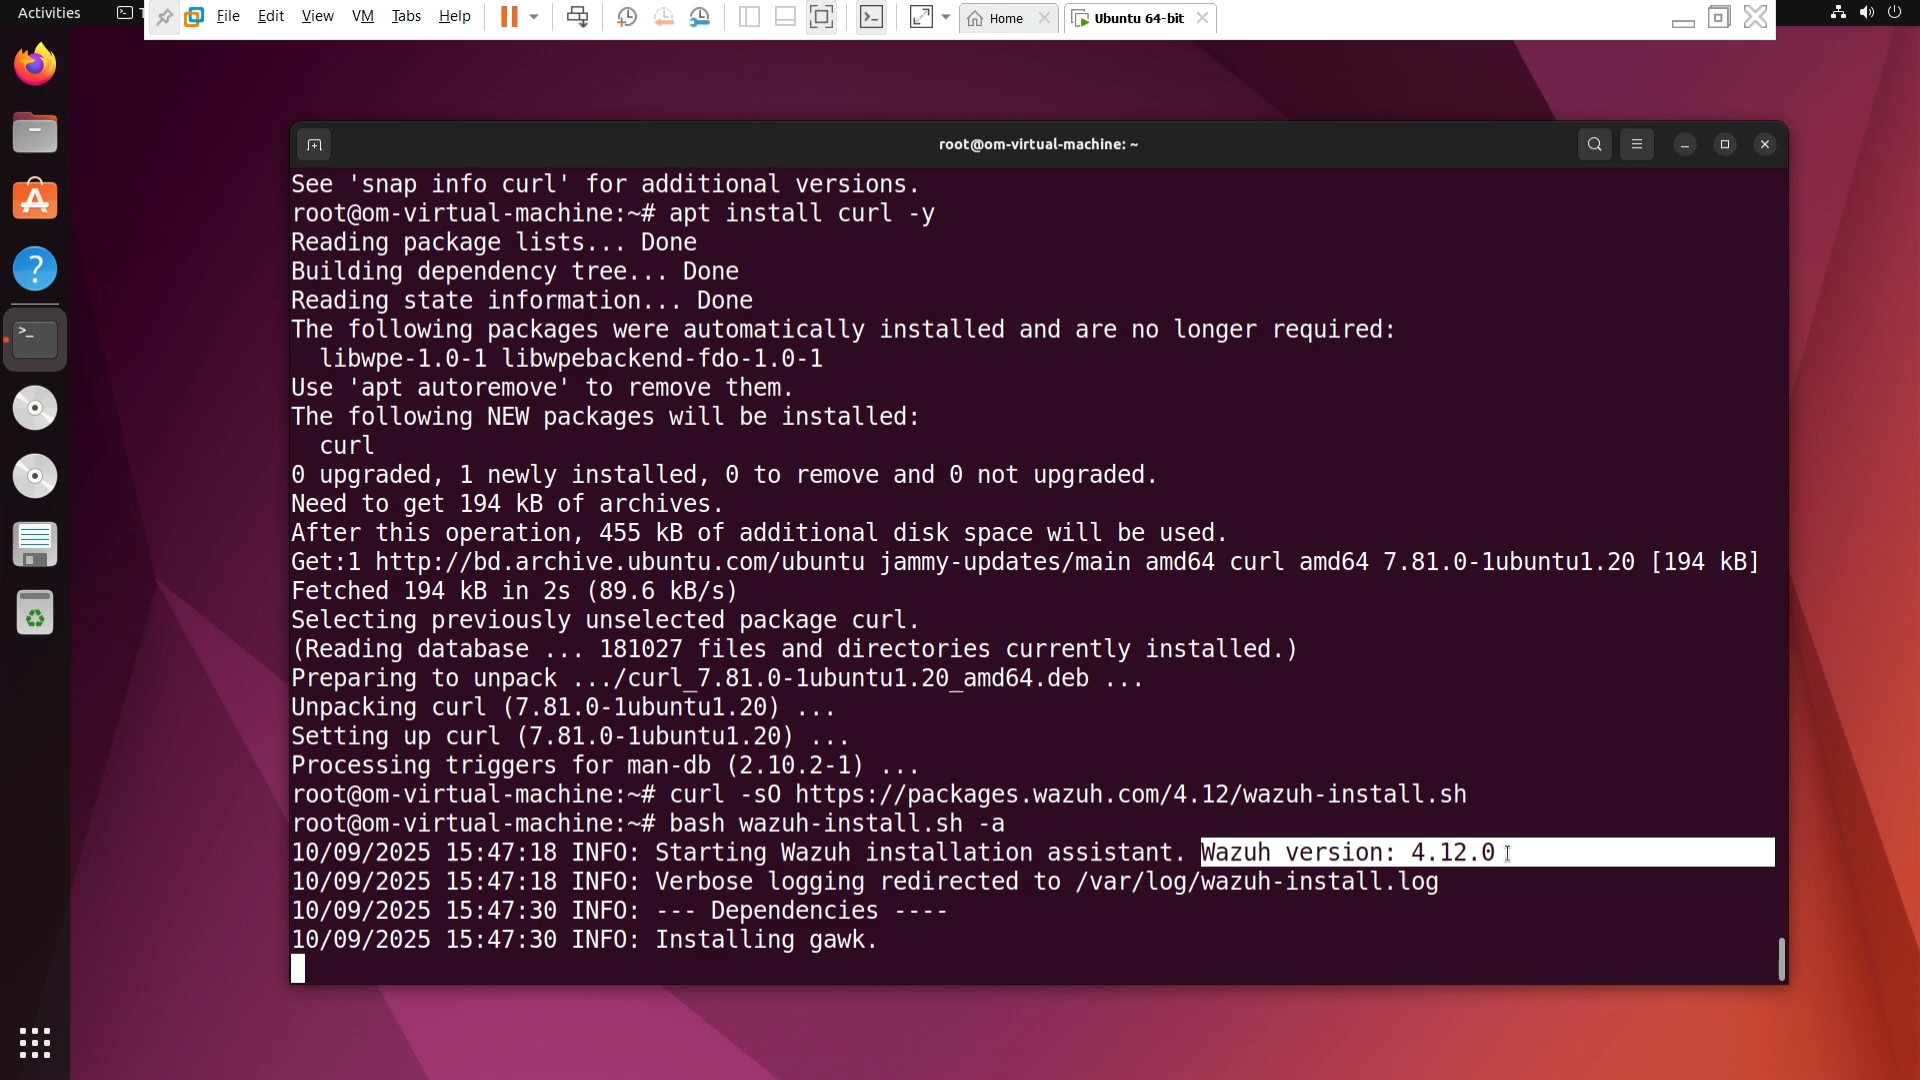 Activities
File Edit View VM Tabs Help
Home
Ubuntu 64-bit
root@om-virtual-machine: ~
See 'snap info curl' for additional versions.
root@om-virtual-machine:~# apt install curl -y
Reading package lists... Done
Building dependency tree... Done
Reading state information... Done
The following packages were automatically installed and are no longer required:
  libwpe-1.0-1 libwpebackend-fdo-1.0-1
Use 'apt autoremove' to remove them.
The following NEW packages will be installed:
  curl
0 upgraded, 1 newly installed, 0 to remove and 0 not upgraded.
Need to get 194 kB of archives.
After this operation, 455 kB of additional disk space will be used.
Get:1 http://bd.archive.ubuntu.com/ubuntu jammy-updates/main amd64 curl amd64 7.81.0-1ubuntu1.20 [194 kB]
Fetched 194 kB in 2s (89.6 kB/s)
Selecting previously unselected package curl.
(Reading database ... 181027 files and directories currently installed.)
Preparing to unpack .../curl_7.81.0-1ubuntu1.20_amd64.deb ...
Unpacking curl (7.81.0-1ubuntu1.20) ...
Setting up curl (7.81.0-1ubuntu1.20) ...
Processing triggers for man-db (2.10.2-1) ...
root@om-virtual-machine:~# curl -sO https://packages.wazuh.com/4.12/wazuh-install.sh
root@om-virtual-machine:~# bash wazuh-install.sh -a
10/09/2025 15:47:18 INFO: Starting Wazuh installation assistant. Wazuh version: 4.12.0
10/09/2025 15:47:18 INFO: Verbose logging redirected to /var/log/wazuh-install.log
10/09/2025 15:47:30 INFO: --- Dependencies ----
10/09/2025 15:47:30 INFO: Installing gawk.